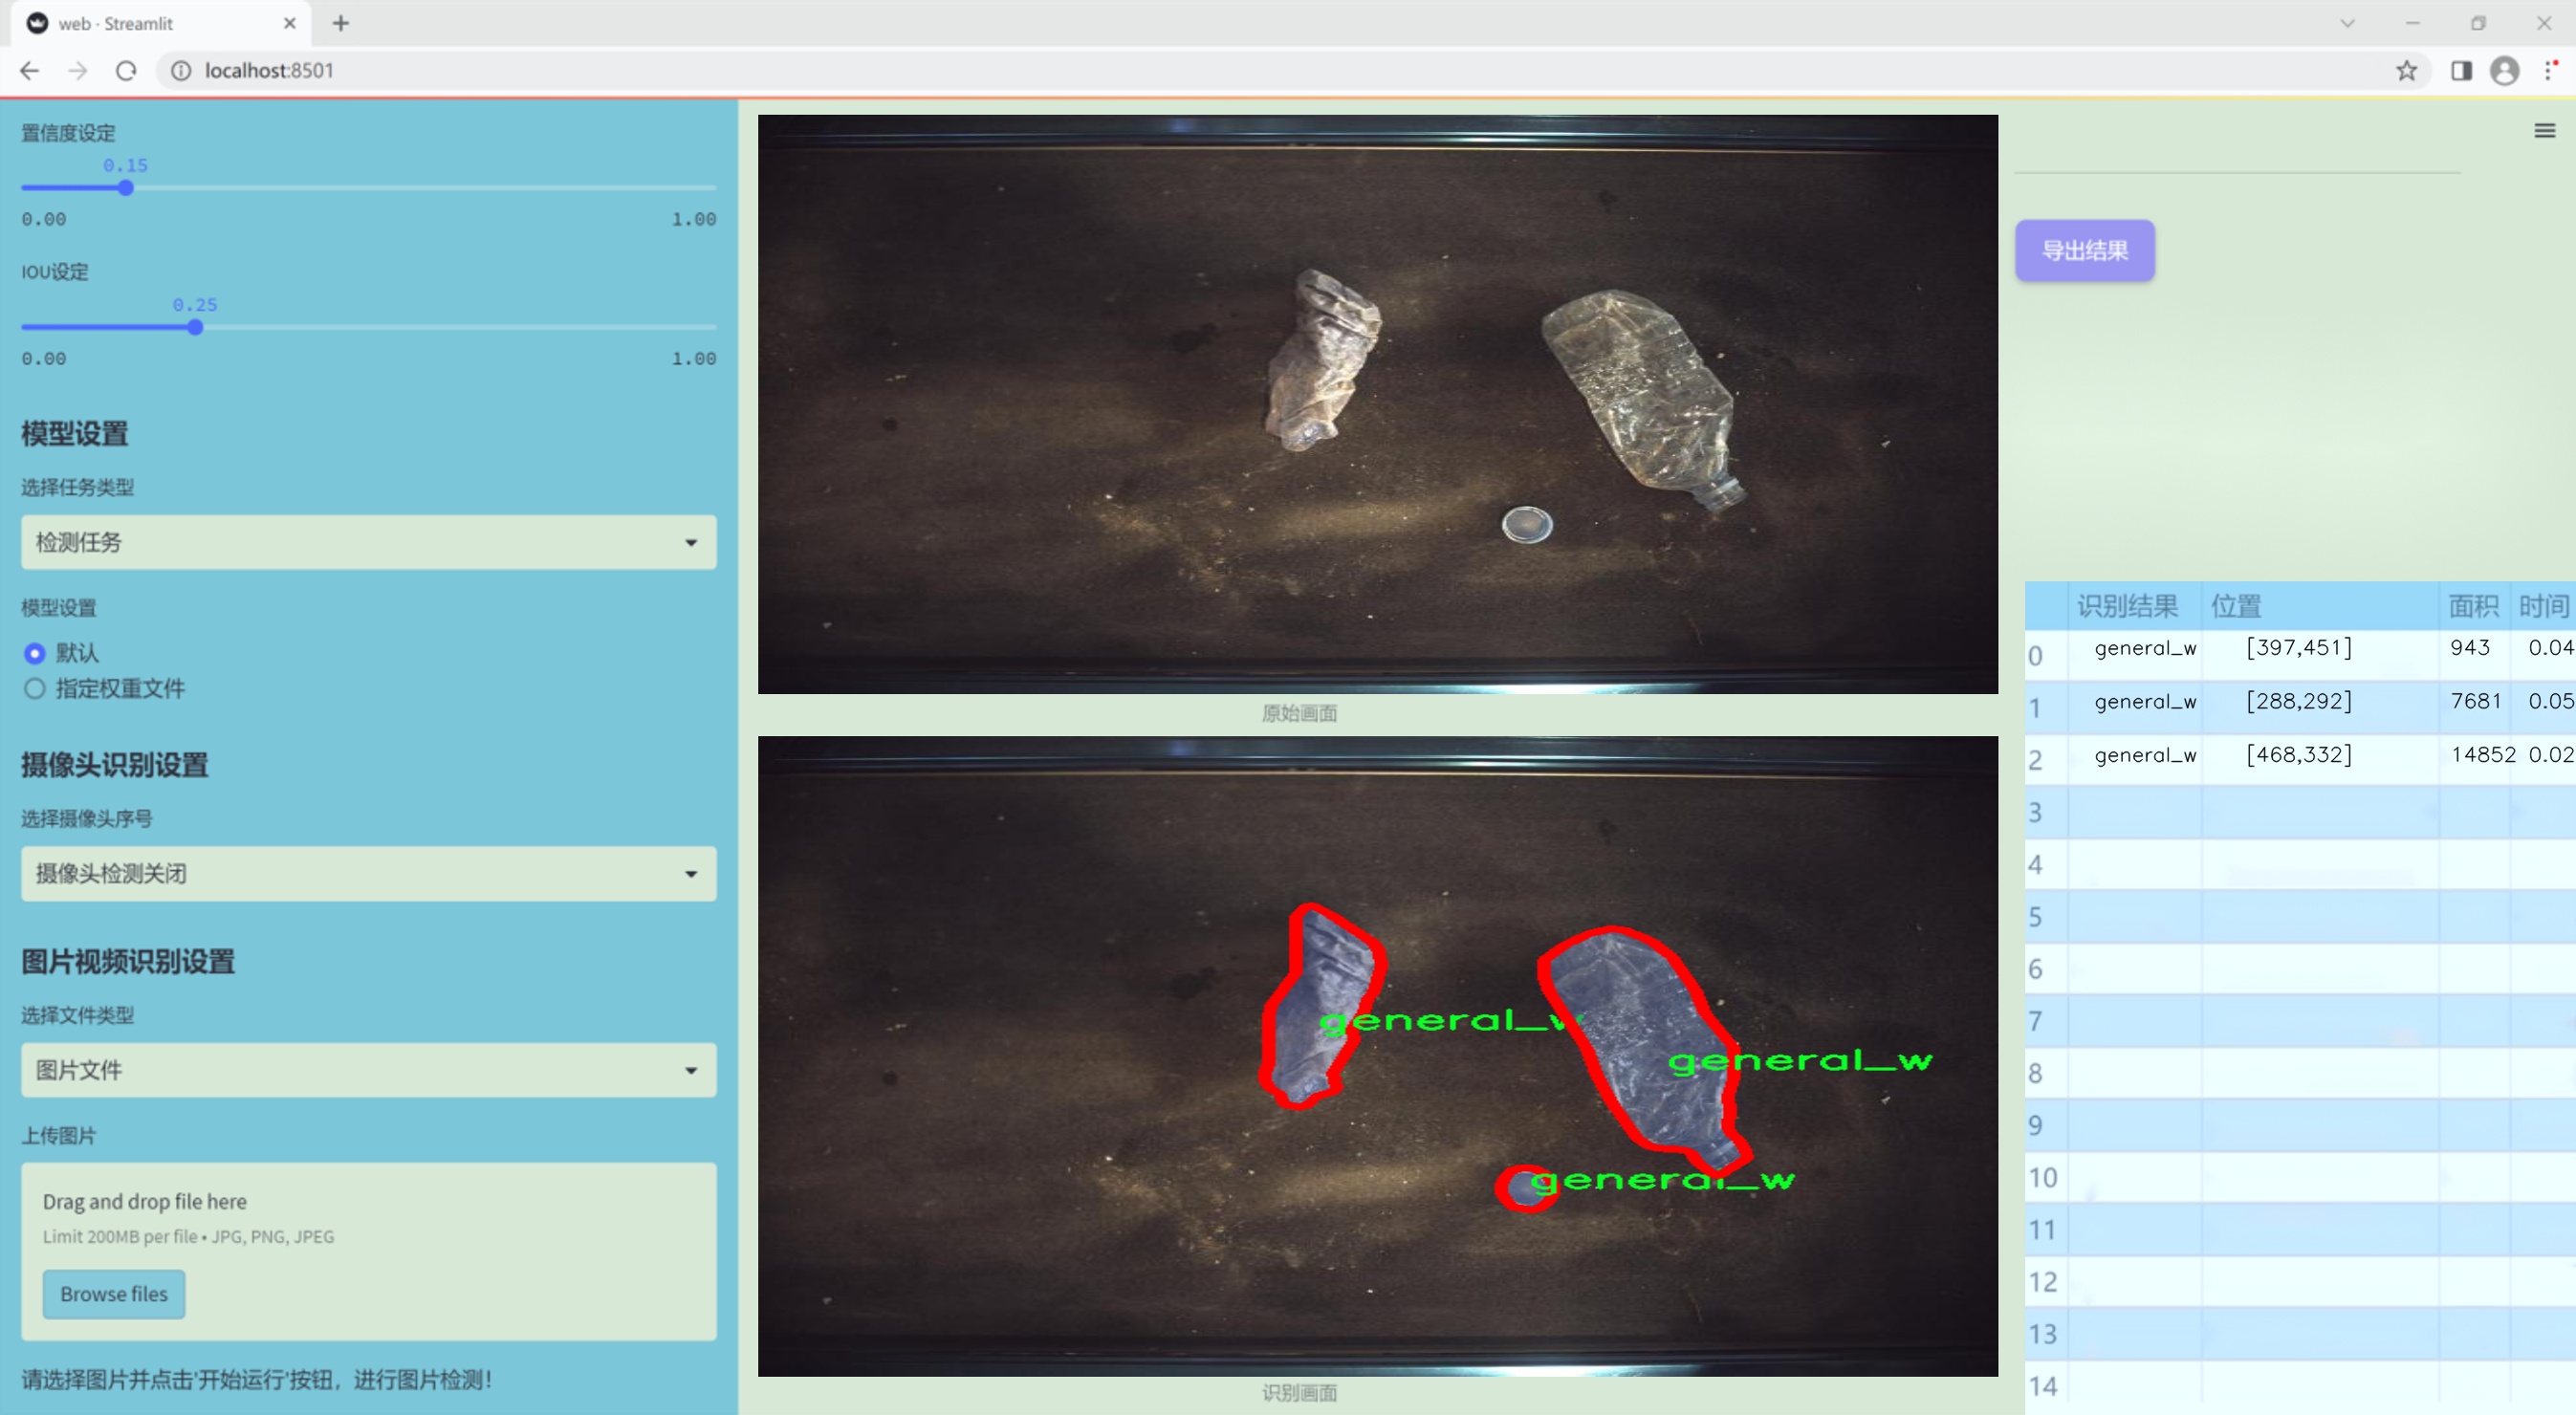 web · Streamlit
localhost:8501
置信度设定
0.15
0.00 1.00
IOU设定
0.25
0.00 1.00
模型设置
选择任务类型
检测任务
模型设置
默认
指定权重文件
摄像头识别设置
选择摄像头序号
摄像头检测关闭
图片视频识别设置
选择文件类型
图片文件
上传图片
Drag and drop file here
Limit 200MB per file • JPG, PNG, JPEG
Browse files
请选择图片并点击'开始运行'按钮，进行图片检测！
原始画面
general_w
general_w
general_w
识别画面
导出结果
识别结果 位置 面积 时间
0 general_w [397,451] 943 0.04
1 general_w [288,292] 7681 0.05
2 general_w [468,332] 14852 0.02
3
4
5
6
7
8
9
10
11
12
13
14